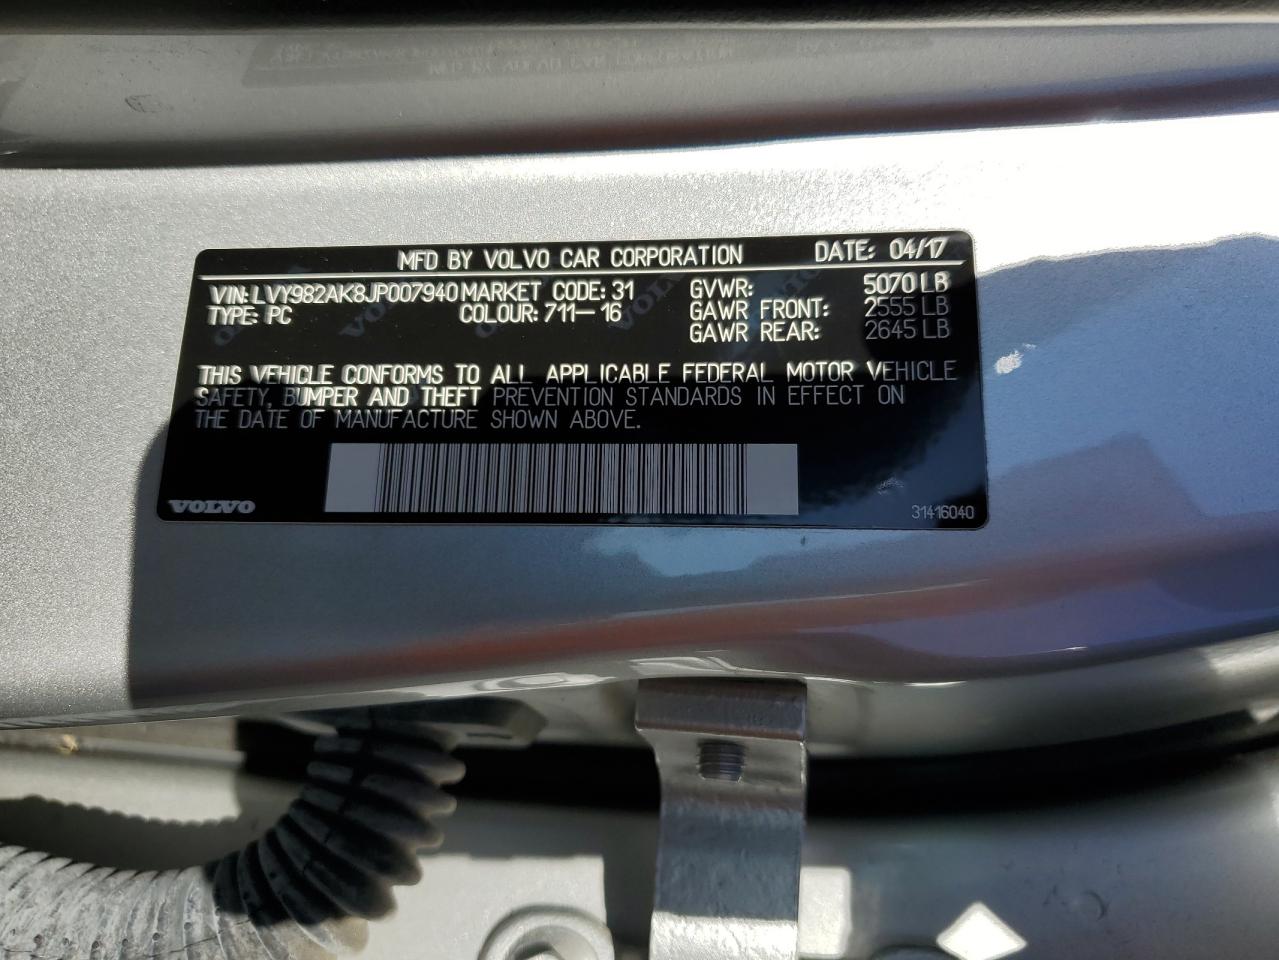 MFD BY VOLVO CAR CORPORATION DATE: 04/17
VIN: LVY982AK8JP007940 MARKET CODE: 31 GVWR: 5070 LB
TYPE: PC COLOUR: 711-16 GAWR FRONT: 2555 LB
GAWR REAR: 2645 LB
THIS VEHICLE CONFORMS TO ALL APPLICABLE FEDERAL MOTOR VEHICLE
SAFETY, BUMPER AND THEFT PREVENTION STANDARDS IN EFFECT ON
THE DATE OF MANUFACTURE SHOWN ABOVE.
VOLVO 31416040